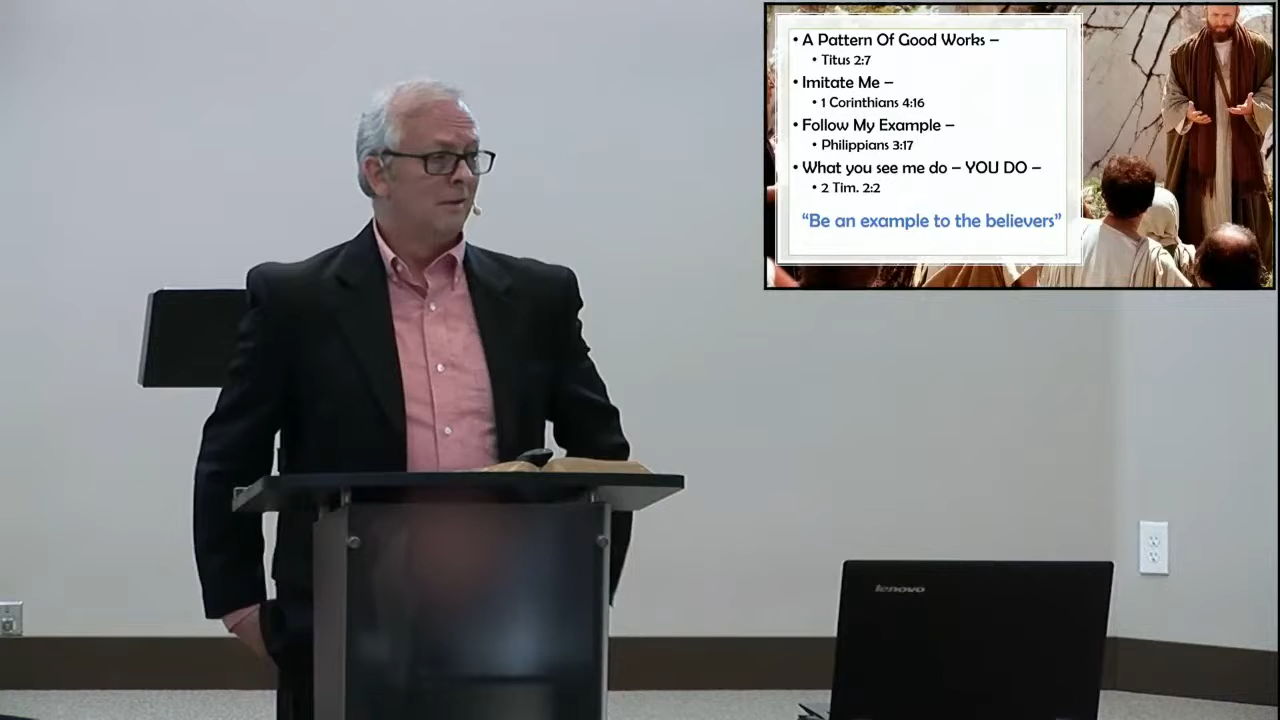 • A Pattern Of Good Works –
• Titus 2:7
• Imitate Me –
• 1 Corinthians 4:16
• Follow My Example –
• Philippians 3:17
• What you see me do – YOU DO –
• 2 Tim. 2:2
“Be an example to the believers”
lenovo